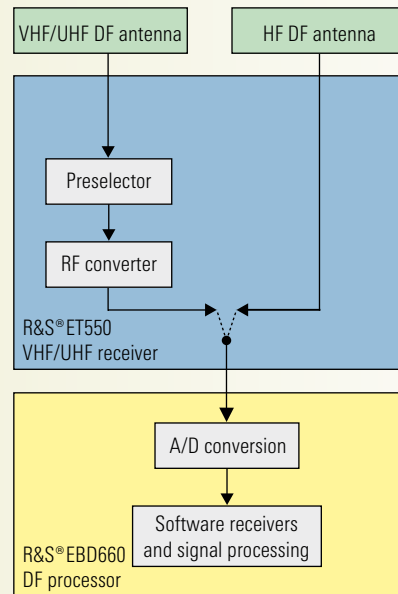 VHF/UHF DF antenna
HF DF antenna
Preselector
RF converter
R&S®ET550
VHF/UHF receiver
A/D conversion
Software receivers
and signal processing
R&S®EBD660
DF processor